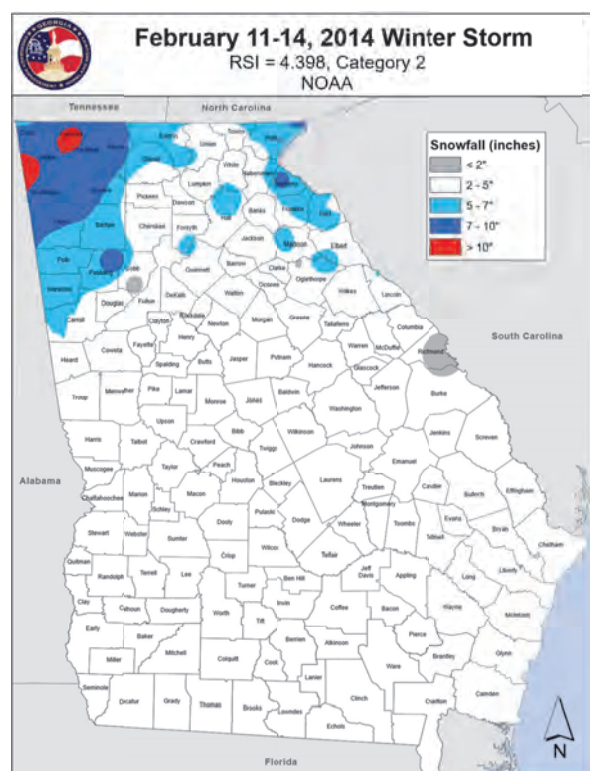 February 11-14, 2014 Winter Storm
RSI = 4.398, Category 2
NOAA
GEORGIA
Tennessee
North Carolina
Snowfall (inches)
< 2"
2 - 5"
5 - 7"
7 - 10"
> 10"
Union
Towns
White
Habersham
Lumpkin
Pickens
Dawson
Hall
Banks
Franklin
Hart
Cherokee
Forsyth
Bartow
Jackson
Madison
Elbert
Polk
Paulding
Cobb
Gwinnett
Barrow
Clarke
Oglethorpe
Haralson
Douglas
Fulton
DeKalb
Walton
Oconee
Wilkes
Lincoln
Carroll
Clayton
Rockdale
Newton
Morgan
Greene
Taliaferro
Columbia
McDuffie
Richmond
South Carolina
Heard
Coweta
Fayette
Henry
Spalding
Butts
Jasper
Putnam
Hancock
Warren
Glascock
Jefferson
Burke
Troup
Meriwether
Pike
Lamar
Monroe
Jones
Baldwin
Washington
Upson
Bibb
Wilkinson
Jenkins
Screven
Harris
Talbot
Crawford
Twiggs
Johnson
Emanuel
Muscogee
Taylor
Peach
Houston
Bleckley
Laurens
Treutlen
Candler
Bulloch
Effingham
Alabama
Chattahoochee
Marion
Macon
Montgomery
Schley
Pulaski
Dodge
Wheeler
Toombs
Evans
Bryan
Chatham
Stewart
Webster
Sumter
Dooly
Wilcox
Telfair
Tattnall
Quitman
Crisp
Randolph
Terrell
Lee
Turner
Ben Hill
Jeff
Davis
Appling
Long
Liberty
Clay
Calhoun
Dougherty
Worth
Tift
Irwin
Coffee
Bacon
Wayne
McIntosh
Early
Baker
Mitchell
Colquitt
Berrien
Atkinson
Pierce
Miller
Cook
Ware
Brantley
Glynn
Lanier
Seminole
Decatur
Grady
Thomas
Brooks
Lowndes
Clinch
Charlton
Camden
Echols
N
Florida